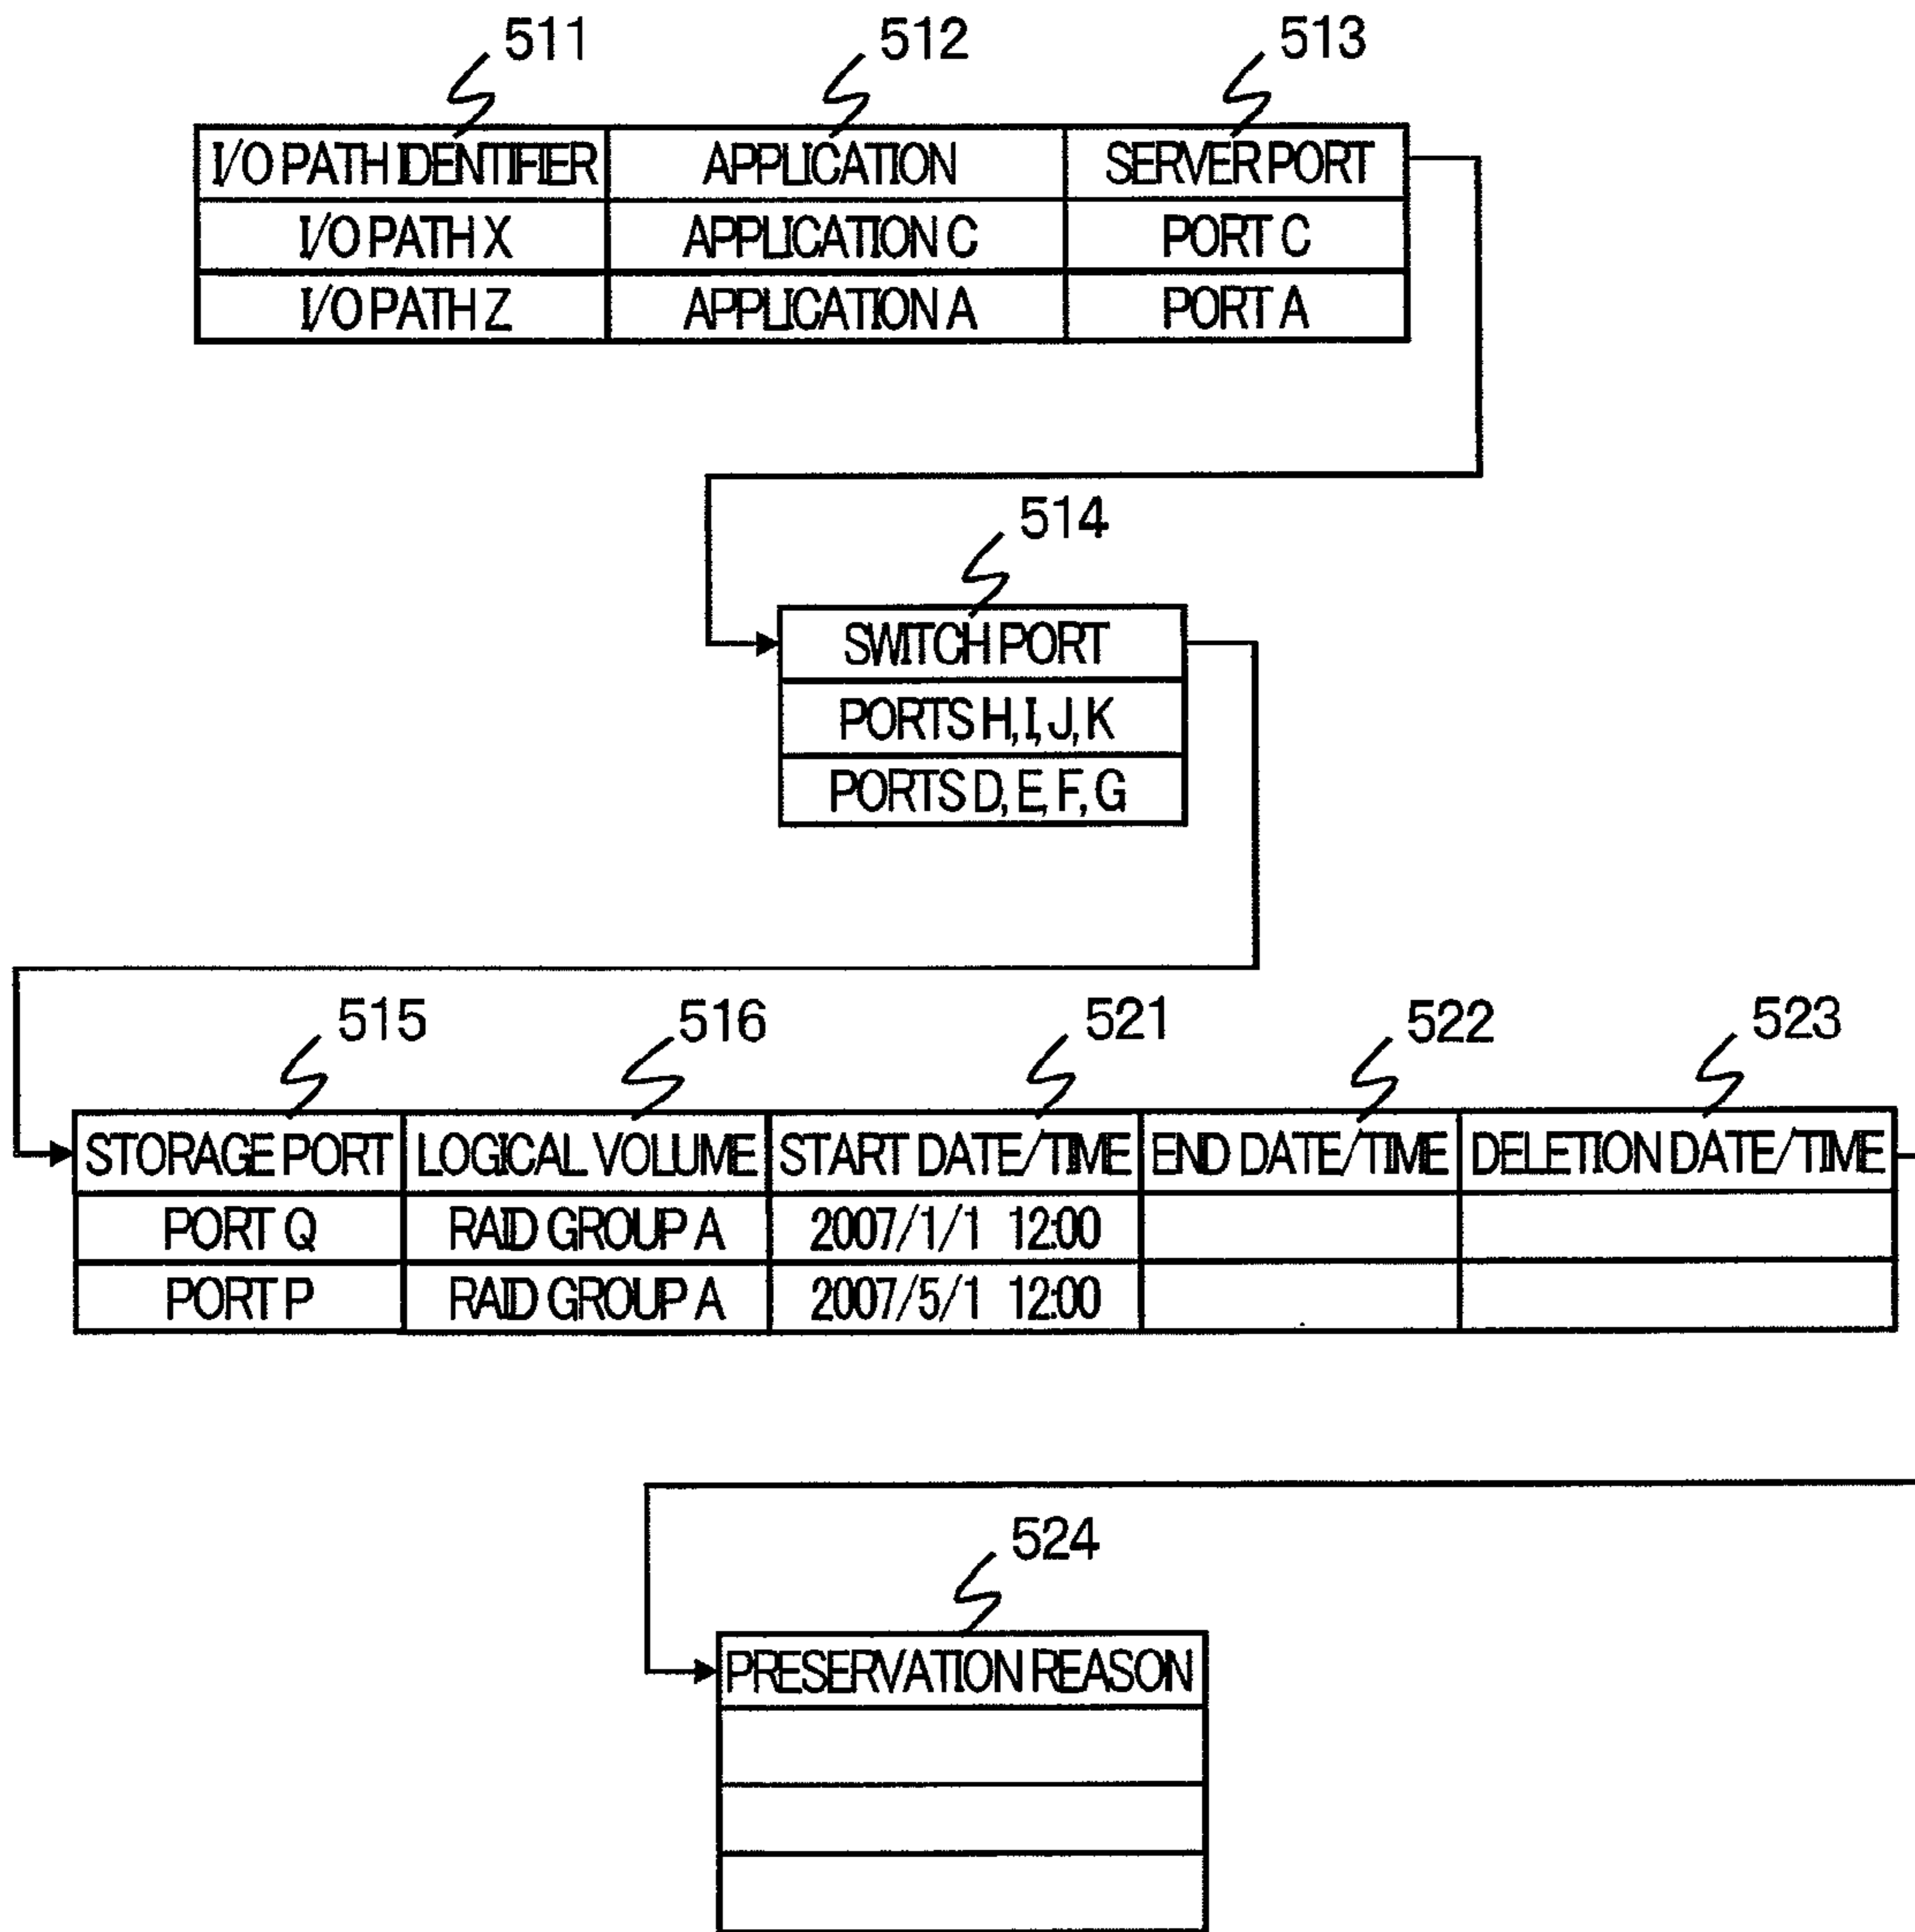 511 512 513
I/O PATH IDENTIFIER APPLICATION SERVER PORT
I/O PATH X APPLICATION C PORT C
I/O PATH Z APPLICATION A PORT A
514
SWITCH PORT
PORTS H, I, J, K
PORTS D, E, F, G
515 516 521 522 523
STORAGE PORT LOGICAL VOLUME START DATE/TIME END DATE/TIME DELETION DATE/TIME
PORT Q RAID GROUP A 2007/1/1 12:00
PORT P RAID GROUP A 2007/5/1 12:00
524
PRESERVATION REASON